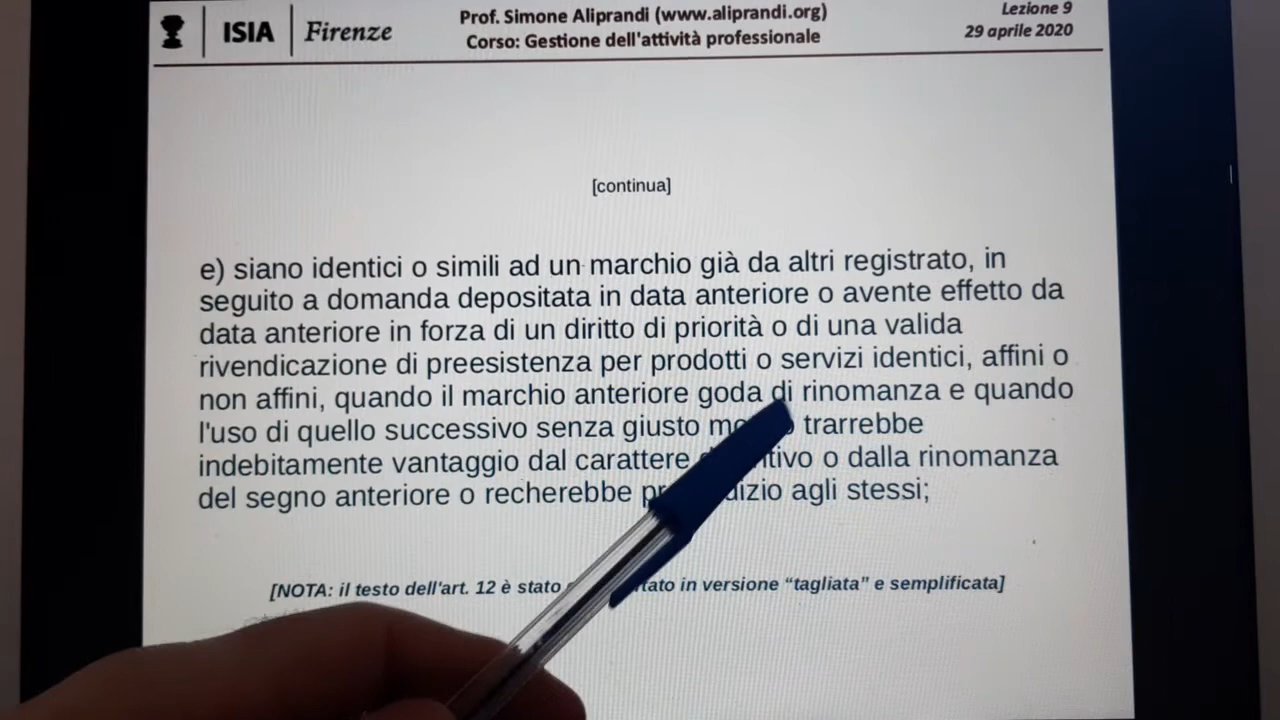 ISIA Firenze
Prof. Simone Aliprandi (www.aliprandi.org)
Corso: Gestione dell'attività professionale
Lezione 9
29 aprile 2020
[continua]
e) siano identici o simili ad un marchio già da altri registrato, in
seguito a domanda depositata in data anteriore o avente effetto da
data anteriore in forza di un diritto di priorità o di una valida
rivendicazione di preesistenza per prodotti o servizi identici, affini o
non affini, quando il marchio anteriore goda di rinomanza e quando
l'uso di quello successivo senza giusto trarrebbe
indebitamente vantaggio dal carattere o dalla rinomanza
del segno anteriore o recherebbe agli stessi;
[NOTA: il testo dell'art. 12 è stato in versione “tagliata” e semplificata]